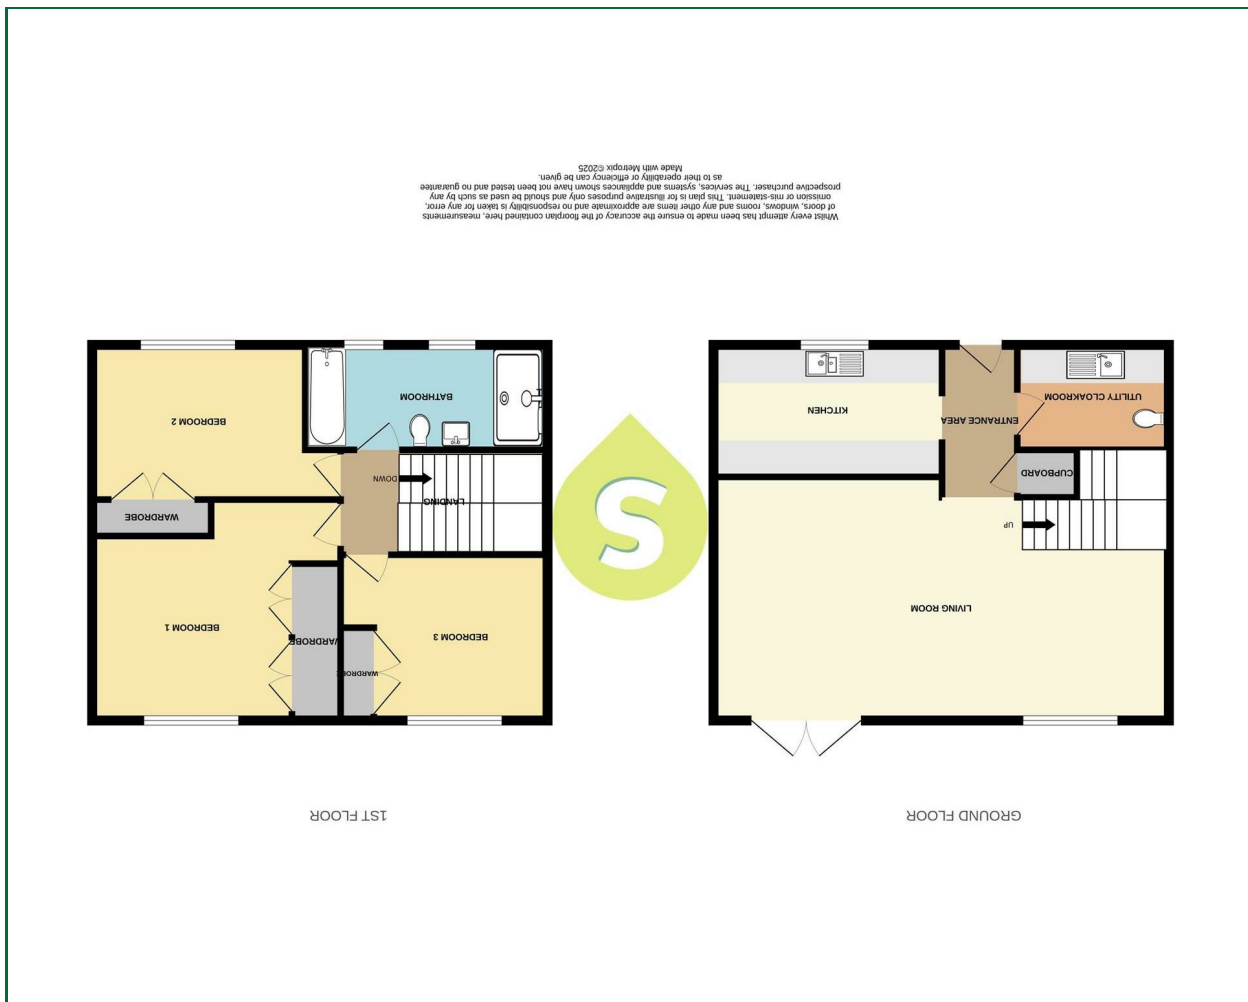 GROUND FLOOR
1ST FLOOR
LIVING ROOM
UP
CUPBOARD
ENTRANCE AREA
UTILITY CLOAKROOM
KITCHEN
BEDROOM 3
WARDROBE
WARDROBE
BEDROOM 1
WARDROBE
LANDING
DOWN
BEDROOM 2
BATHROOM
S
Whilst every attempt has been made to ensure the accuracy of the floorplan contained here, measurements
of doors, windows, rooms and any other items are approximate and no responsibility is taken for any error,
omission or mis-statement. This plan is for illustrative purposes only and should be used as such by any
prospective purchaser. The services, systems and appliances shown have not been tested and no guarantee
as to their operability or efficiency can be given.
Made with Metropix ©2025